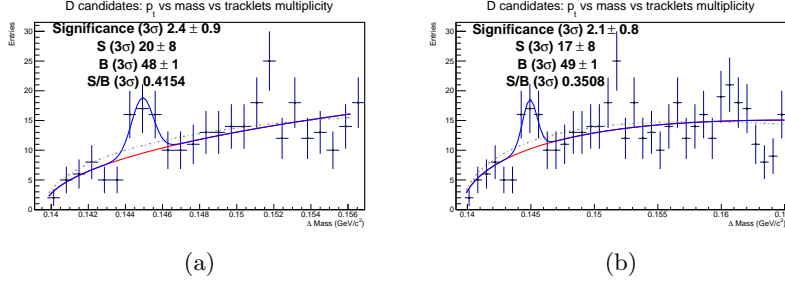 D candidates: pt vs mass vs tracklets multiplicity
Entries
Significance (3σ) 2.4 ± 0.9
S (3σ) 20 ± 8
B (3σ) 48 ± 1
S/B (3σ) 0.4154
30
25
20
15
10
5
0
0.14 0.142 0.144 0.146 0.148 0.15 0.152 0.154 0.156
Δ Mass (GeV/c²)
(a)
D candidates: pt vs mass vs tracklets multiplicity
Entries
Significance (3σ) 2.1 ± 0.8
S (3σ) 17 ± 8
B (3σ) 49 ± 1
S/B (3σ) 0.3508
30
25
20
15
10
5
0
0.14 0.145 0.15 0.155 0.16
Δ Mass (GeV/c²)
(b)